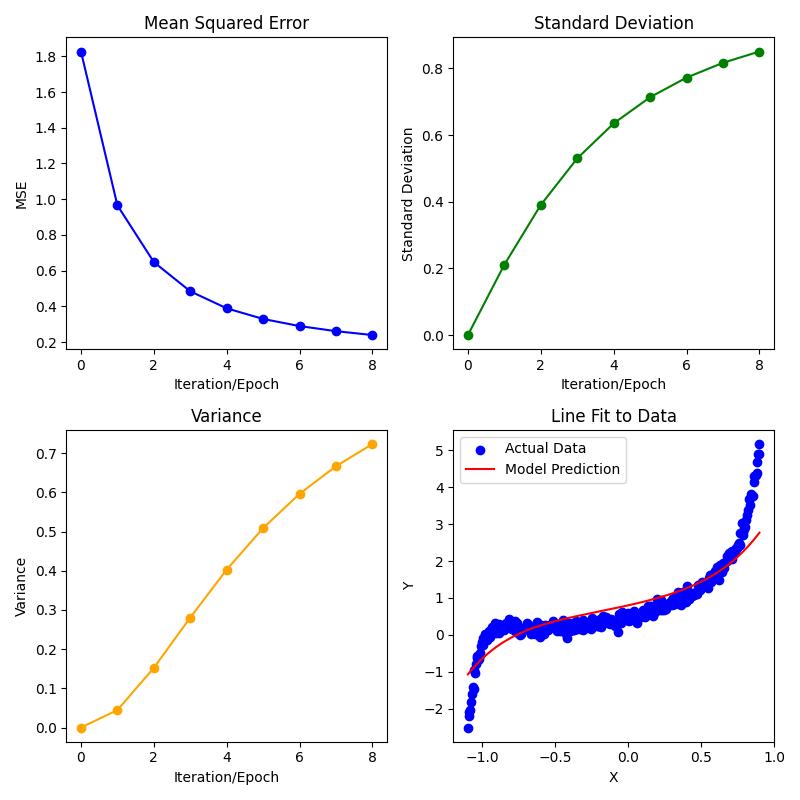 Mean Squared Error
MSE
1.8
1.6
1.4
1.2
1.0
0.8
0.6
0.4
0.2
0 2 4 6 8
Iteration/Epoch
Standard Deviation
Standard Deviation
0.8
0.6
0.4
0.2
0.0
0 2 4 6 8
Iteration/Epoch
Variance
Variance
0.7
0.6
0.5
0.4
0.3
0.2
0.1
0.0
0 2 4 6 8
Iteration/Epoch
Line Fit to Data
Actual Data
Model Prediction
Y
5
4
3
2
1
0
−1
−2
−1.0 −0.5 0.0 0.5 1.0
X